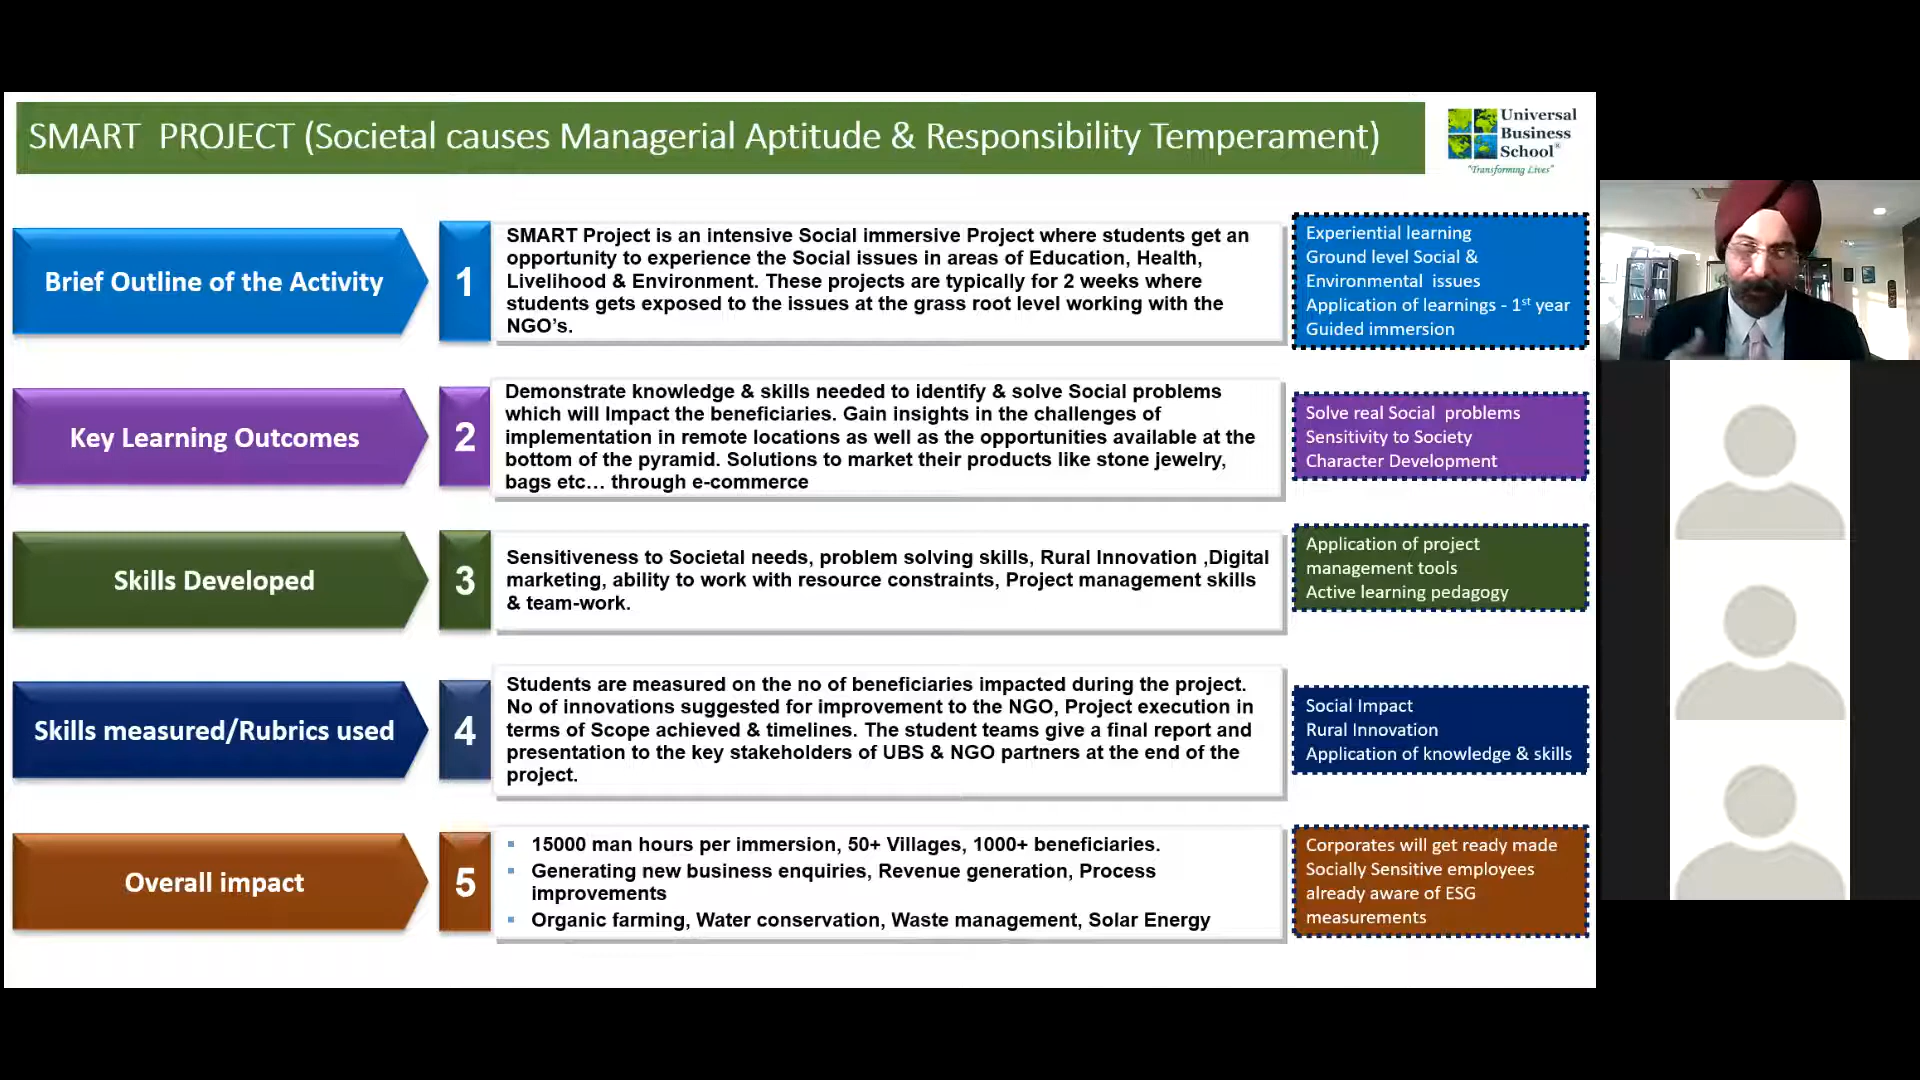 SMART PROJECT (Societal causes Managerial Aptitude & Responsibility Temperament)
Universal
Business
School®
"Transforming Lives"
Brief Outline of the Activity
1
SMART Project is an intensive Social immersive Project where students get an
opportunity to experience the Social issues in areas of Education, Health,
Livelihood & Environment. These projects are typically for 2 weeks where
students gets exposed to the issues at the grass root level working with the
NGO's.
Experiential learning
Ground level Social &
Environmental issues
Application of learnings - 1st year
Guided immersion
Key Learning Outcomes
2
Demonstrate knowledge & skills needed to identify & solve Social problems
which will Impact the beneficiaries. Gain insights in the challenges of
implementation in remote locations as well as the opportunities available at the
bottom of the pyramid. Solutions to market their products like stone jewelry,
bags etc... through e-commerce
Solve real Social problems
Sensitivity to Society
Character Development
Skills Developed
3
Sensitiveness to Societal needs, problem solving skills, Rural Innovation ,Digital
marketing, ability to work with resource constraints, Project management skills
& team-work.
Application of project
management tools
Active learning pedagogy
Skills measured/Rubrics used
4
Students are measured on the no of beneficiaries impacted during the project.
No of innovations suggested for improvement to the NGO, Project execution in
terms of Scope achieved & timelines. The student teams give a final report and
presentation to the key stakeholders of UBS & NGO partners at the end of the
project.
Social Impact
Rural Innovation
Application of knowledge & skills
Overall impact
5
▪ 15000 man hours per immersion, 50+ Villages, 1000+ beneficiaries.
▪ Generating new business enquiries, Revenue generation, Process
improvements
▪ Organic farming, Water conservation, Waste management, Solar Energy
Corporates will get ready made
Socially Sensitive employees
already aware of ESG
measurements